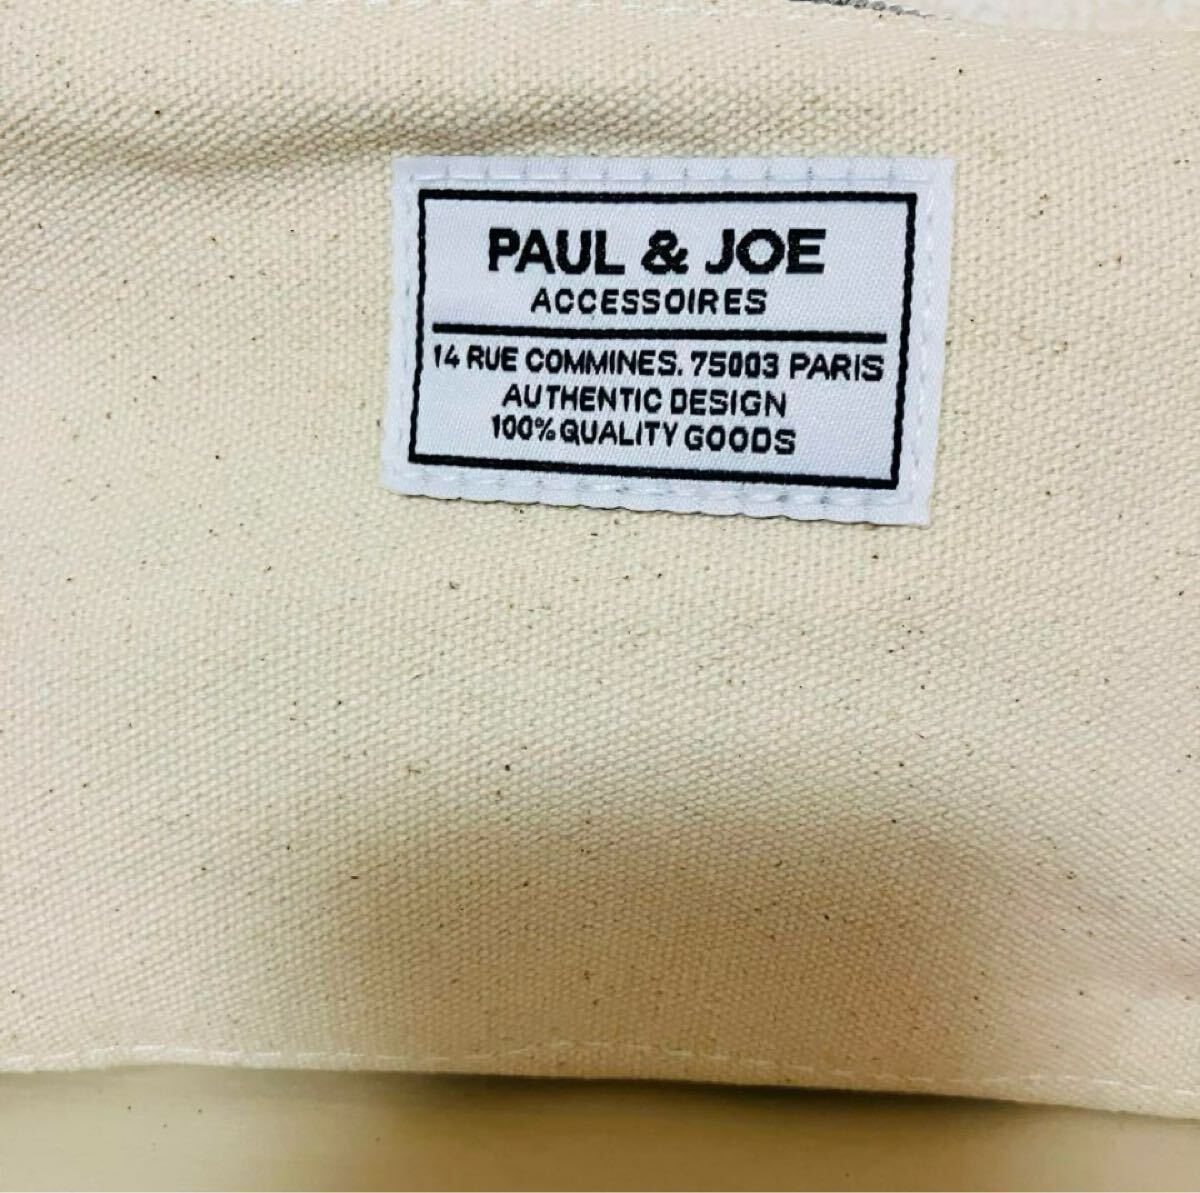 PAUL & JOE
ACCESSOIRES
14 RUE COMMINES. 75003 PARIS
AUTHENTIC DESIGN
100% QUALITY GOODS